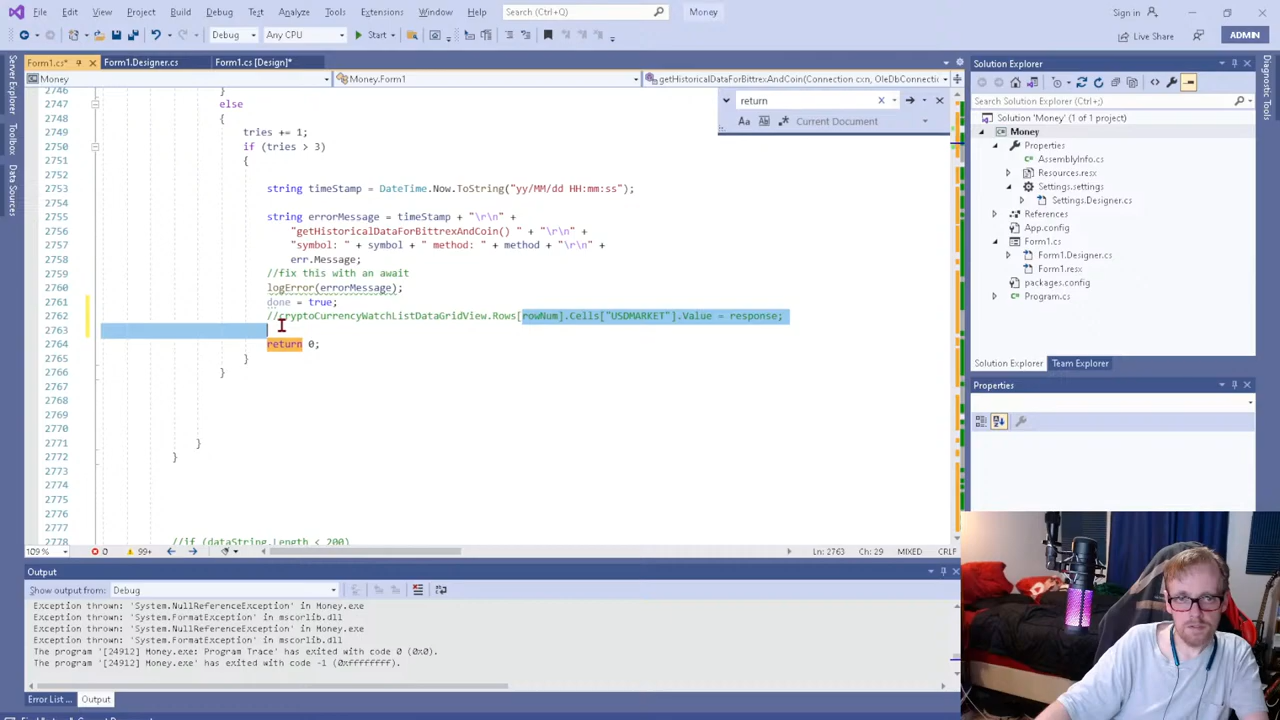 File Edit View Git Project Build Debug Test Analyze Tools Extensions Window Help Search (Ctrl+Q) Money Sign in
Debug Any CPU Start Live Share ADMIN
Form1.cs* Form1.Designer.cs Form1.cs [Design]*
Money Money.Form1 getHistoricalDataForBittrexAndCoin(Connection cxn, OleDbConnecti
return
Aa Current Document
2746 }
2747 else
2748 {
2749 tries += 1;
2750 if (tries > 3)
2751 {
2752
2753 string timeStamp = DateTime.Now.ToString("yy/MM/dd HH:mm:ss");
2754
2755 string errorMessage = timeStamp + "\r\n" +
2756 "getHistoricalDataForBittrexAndCoin() " + "\r\n" +
2757 "symbol: " + symbol + " method: " + method + "\r\n" +
2758 err.Message;
2759 //fix this with an await
2760 logError(errorMessage);
2761 done = true;
2762 //cryptoCurrencyWatchListDataGridView.Rows[rowNum].Cells["USDMARKET"].Value = response;
2763
2764 return 0;
2765 }
2766 }
2767
2768
2769
2770
2771 }
2772 }
2773
2774
2775
2776
2777
2778 //if (dataString.Length < 200)
109 % 0 99+ Ln: 2763 Ch: 29 MIXED CRLF
Output
Show output from: Debug
Exception thrown: 'System.NullReferenceException' in Money.exe
Exception thrown: 'System.FormatException' in mscorlib.dll
Exception thrown: 'System.NullReferenceException' in Money.exe
Exception thrown: 'System.FormatException' in mscorlib.dll
The program '[24912] Money.exe: Program Trace' has exited with code 0 (0x0).
The program '[24912] Money.exe' has exited with code -1 (0xffffffff).
Error List ... Output
Server Explorer
Toolbox
Data Sources
Solution Explorer
Search Solution Explorer (Ctrl+;)
Solution 'Money' (1 of 1 project)
Money
Properties
AssemblyInfo.cs
Resources.resx
Settings.settings
Settings.Designer.cs
References
App.config
Form1.cs
Form1.Designer.cs
Form1.resx
packages.config
Program.cs
Solution Explorer Team Explorer
Properties
Diagnostic Tools